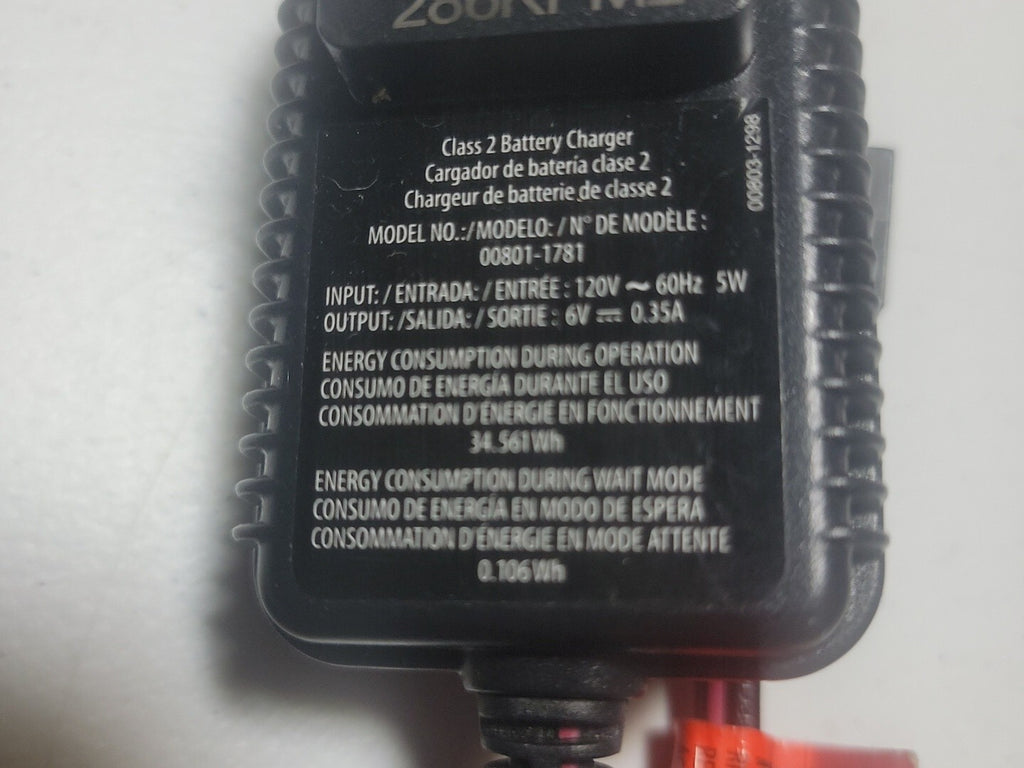 Class 2 Battery Charger
Cargador de batería clase 2
Chargeur de batterie de classe 2
00803-1298
MODEL NO.:/MODELO: / N° DE MODÈLE :
00801-1781
INPUT: / ENTRADA: / ENTRÉE : 120V ~ 60Hz 5W
OUTPUT: /SALIDA: / SORTIE : 6V ⎓ 0.35A
ENERGY CONSUMPTION DURING OPERATION
CONSUMO DE ENERGÍA DURANTE EL USO
CONSOMMATION D'ÉNERGIE EN FONCTIONNEMENT
34.561Wh
ENERGY CONSUMPTION DURING WAIT MODE
CONSUMO DE ENERGÍA EN MODO DE ESPERA
CONSOMMATION D'ÉNERGIE EN MODE ATTENTE
0.106Wh